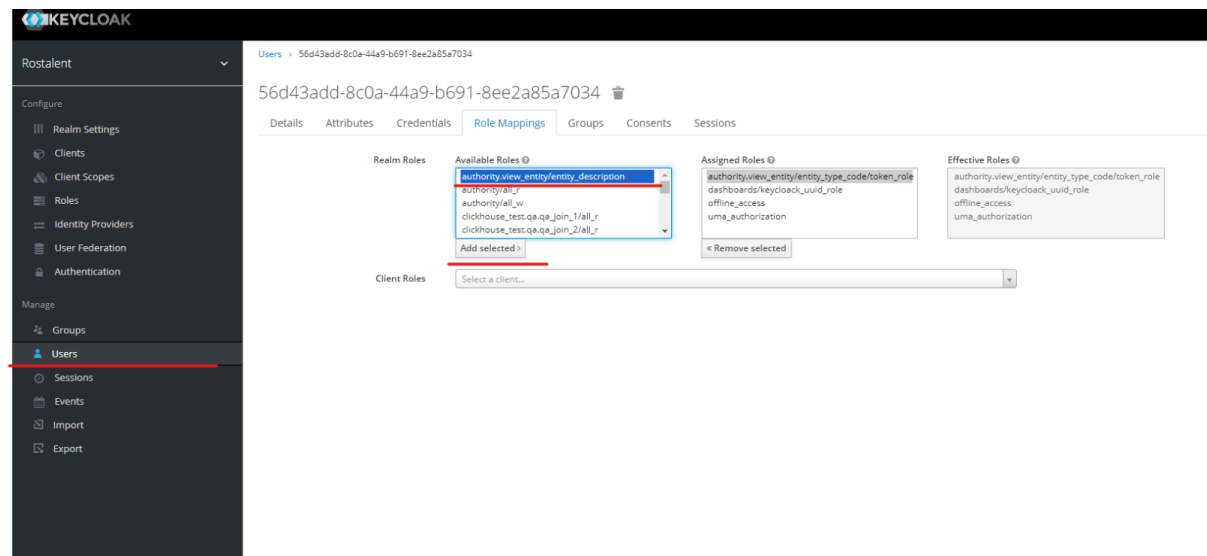 KEYCLOAK
Rostalent
Configure
Realm Settings
Clients
Client Scopes
Roles
Identity Providers
User Federation
Authentication
Manage
Groups
Users
Sessions
Events
Import
Export
Users > 56d43add-8c0a-44a9-b691-8ee2a85a7034
56d43add-8c0a-44a9-b691-8ee2a85a7034
Details Attributes Credentials Role Mappings Groups Consents Sessions
Realm Roles
Available Roles
authority.view_entity/entity_description
authority/all_r
authority/all_w
clickhouse_test.qa.qa_join_1/all_r
clickhouse_test.qa.qa_join_2/all_r
Add selected >
Assigned Roles
authority.view_entity/entity_type_code/token_role
dashboards/keycloack_uuid_role
offline_access
uma_authorization
« Remove selected
Effective Roles
authority.view_entity/entity_type_code/token_role
dashboards/keycloack_uuid_role
offline_access
uma_authorization
Client Roles
Select a client...